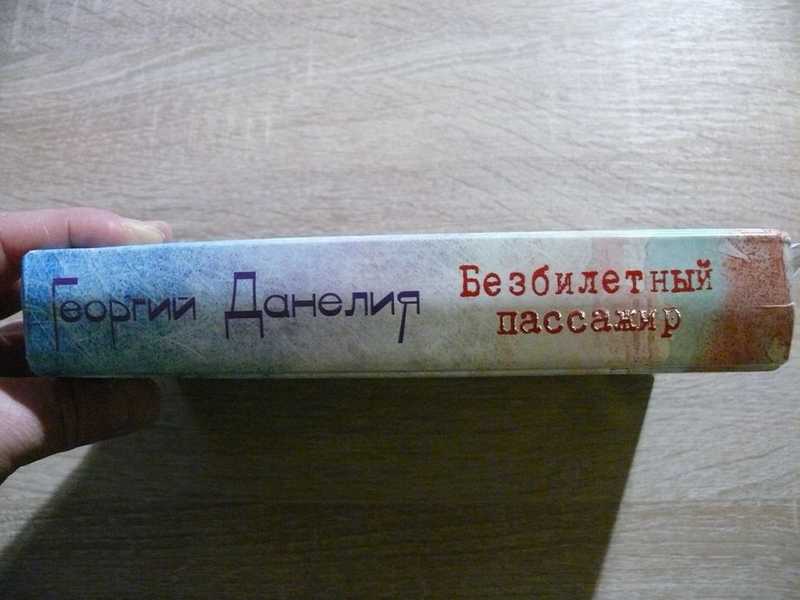 Георгий Данелия
Безбилетный
пассажир